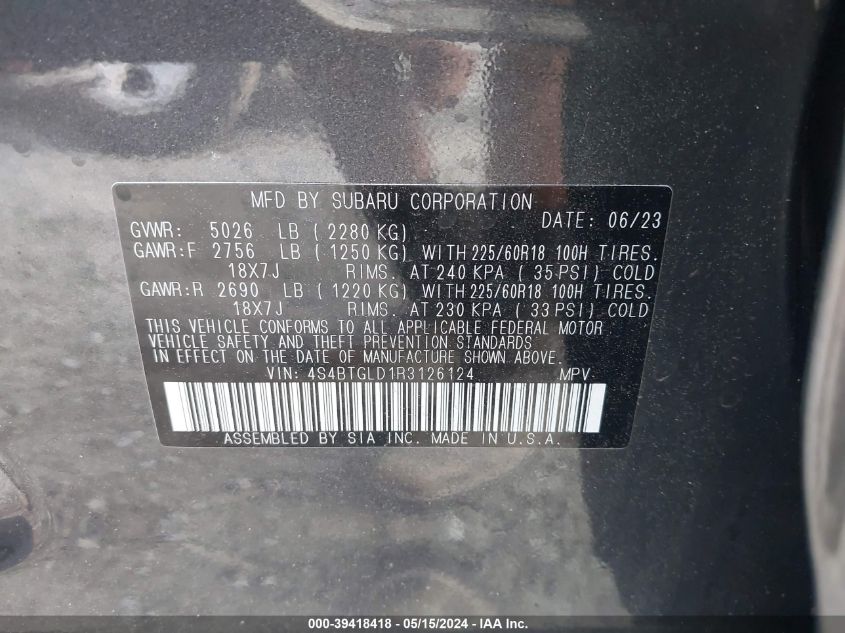 MFD BY SUBARU CORPORATION
DATE: 06/23
GVWR: 5026 LB ( 2280 KG)
GAWR:F 2756 LB ( 1250 KG) WITH 225/60R18 100H TIRES.
18X7J RIMS. AT 240 KPA ( 35 PSI) COLD
GAWR:R 2690 LB ( 1220 KG) WITH 225/60R18 100H TIRES.
18X7J RIMS. AT 230 KPA ( 33 PSI) COLD
THIS VEHICLE CONFORMS TO ALL APPLICABLE FEDERAL MOTOR
VEHICLE SAFETY AND THEFT PREVENTION STANDARDS
IN EFFECT ON THE DATE OF MANUFACTURE SHOWN ABOVE.
VIN: 4S4BTGLD1R3126124 MPV
ASSEMBLED BY SIA INC. MADE IN U.S.A.
000-39418418 - 05/15/2024 - WWW.IAAI.COM